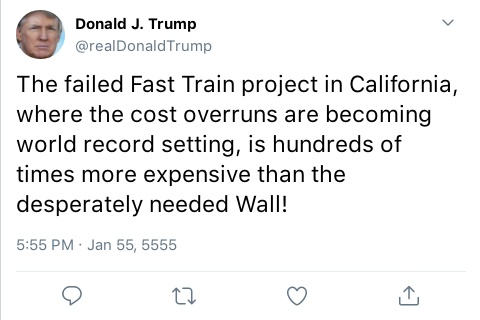 Donald J. Trump
@realDonaldTrump
The failed Fast Train project in California,
where the cost overruns are becoming
world record setting, is hundreds of
times more expensive than the
desperately needed Wall!
5:55 PM · Jan 55, 5555